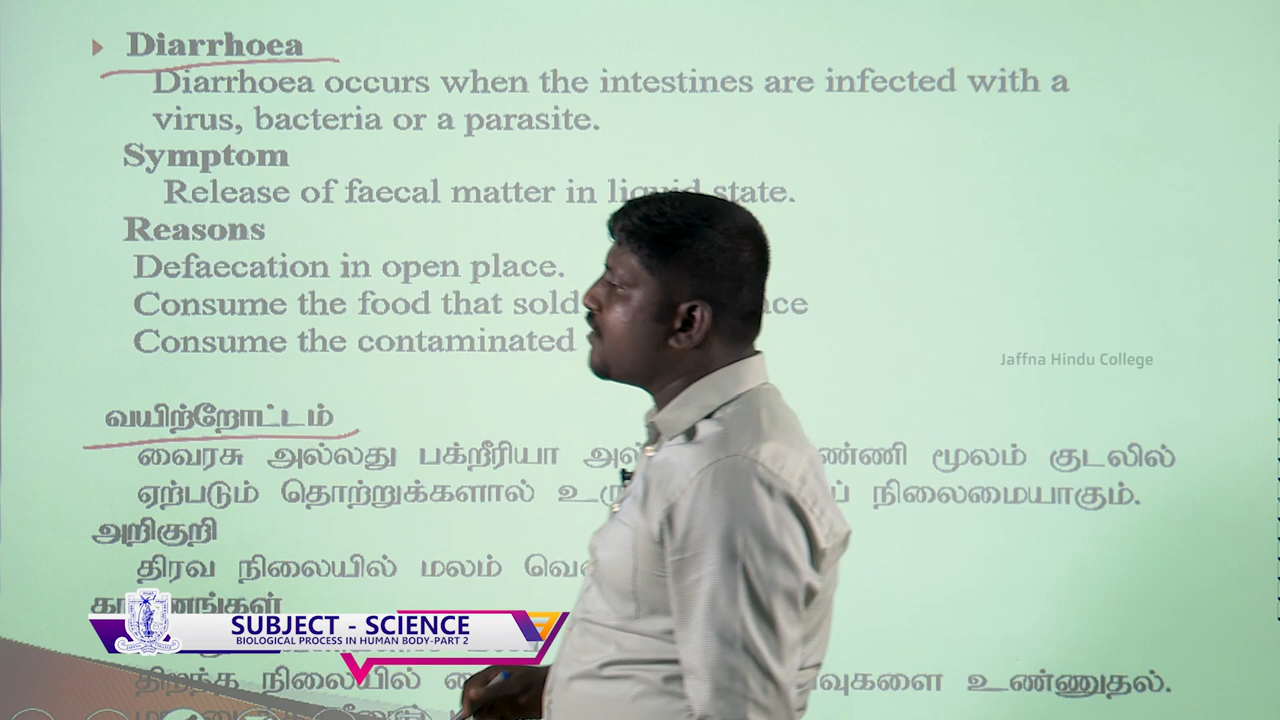 Diarrhoea
Diarrhoea occurs when the intestines are infected with a
virus, bacteria or a parasite.
Symptom
Release of faecal matter in liquid state.
Reasons
Defaecation in open place.
Consume the food that sold
Consume the contaminated
Jaffna Hindu College
வயிற்றோட்டம்
வைரசு அல்லது பக்றீரியா மூலம் குடலில்
ஏற்படும் தொற்றுக்களால் நிலைமையாகும்.
அறிகுறி
திரவ நிலையில் மலம்
SUBJECT - SCIENCE
BIOLOGICAL PROCESS IN HUMAN BODY-PART 2
திறந்த நிலையில் உண்ணுதல்.